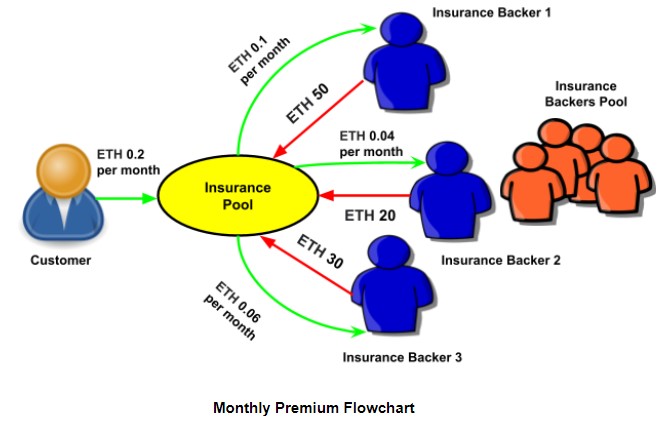 Insurance Backer 1
ETH 0.1
per month
ETH 50
Insurance
Backers Pool
ETH 0.04
per month
ETH 0.2
per month
Insurance
Pool
ETH 20
Customer
Insurance Backer 2
ETH 30
ETH 0.06
per month
Insurance Backer 3
Monthly Premium Flowchart